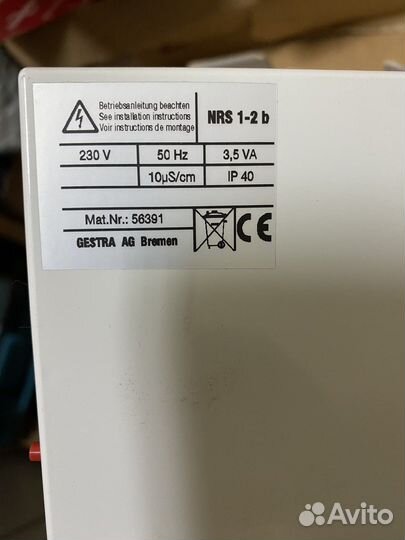 Betriebsanleitung beachten
See installation instructions
Voir instructions de montage
NRS 1-2 b
230 V 50 Hz 3,5 VA
10µS/cm IP 40
Mat.Nr.: 56391
GESTRA AG Bremen
CE
Avito